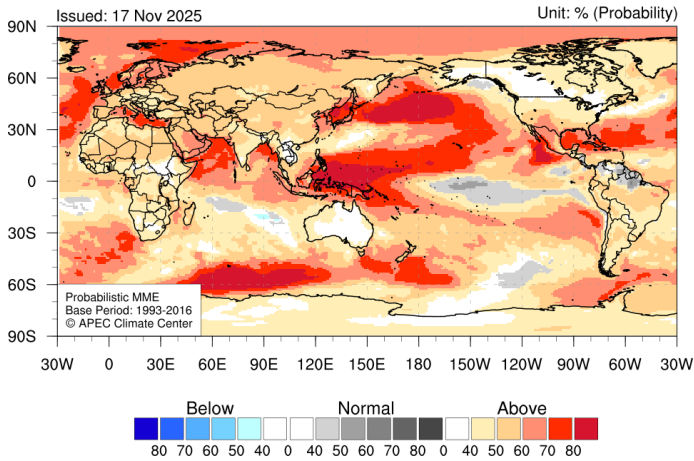 Issued: 17 Nov 2025
Unit: % (Probability)
90N
60N
30N
0
30S
60S
90S
Probabilistic MME
Base Period: 1993-2016
© APEC Climate Center
30W 0 30E 60E 90E 120E 150E 180 150W 120W 90W 60W 30W
Below Normal Above
80 70 60 50 40 0 40 50 60 70 80 0 40 50 60 70 80